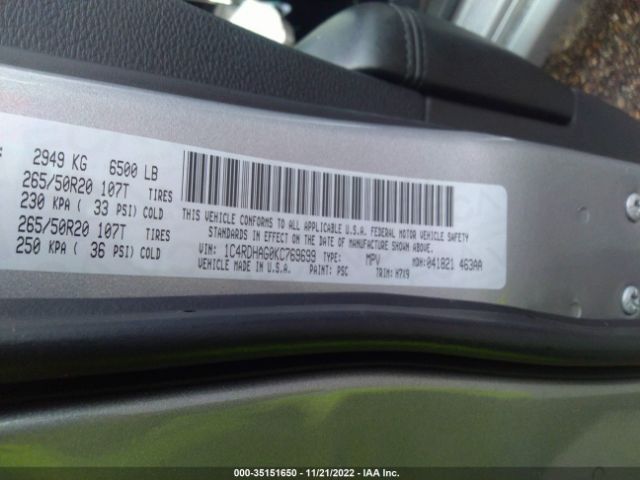 2949 KG 6500 LB
265/50R20 107T TIRES
230 KPA ( 33 PSI) COLD
265/50R20 107T TIRES
250 KPA ( 36 PSI) COLD
THIS VEHICLE CONFORMS TO ALL APPLICABLE U.S.A. FEDERAL MOTOR VEHICLE SAFETY
STANDARDS IN EFFECT ON THE DATE OF MANUFACTURE SHOWN ABOVE.
VIN: 1C4RDHAG0KC769699 TYPE: MPV MDH: 041821 463AA
VEHICLE MADE IN U.S.A. PAINT: PSC TRIM: H7X9
000-35151650 - 11/21/2022 - IAA Inc.